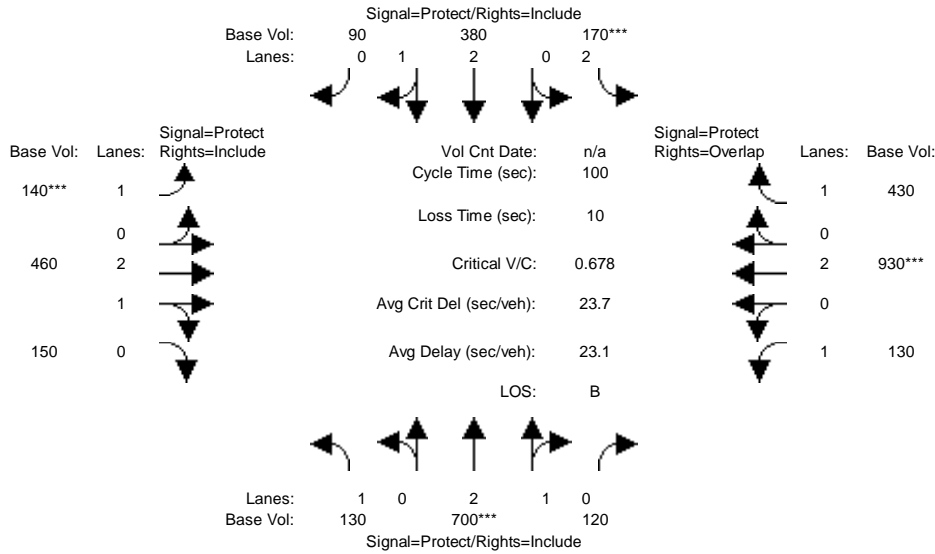 Signal=Protect/Rights=Include
Base Vol: 90 380 170***
Lanes: 0 1 2 0 2
Signal=Protect
Base Vol: Lanes: Rights=Include
Vol Cnt Date: n/a
Signal=Protect
Rights=Overlap Lanes: Base Vol:
Cycle Time (sec): 100
140*** 1
1 430
Loss Time (sec): 10
0
0
460 2
Critical V/C: 0.678
2 930***
1
Avg Crit Del (sec/veh): 23.7
0
150 0
Avg Delay (sec/veh): 23.1
1 130
LOS: B
Lanes: 1 0 2 1 0
Base Vol: 130 700*** 120
Signal=Protect/Rights=Include